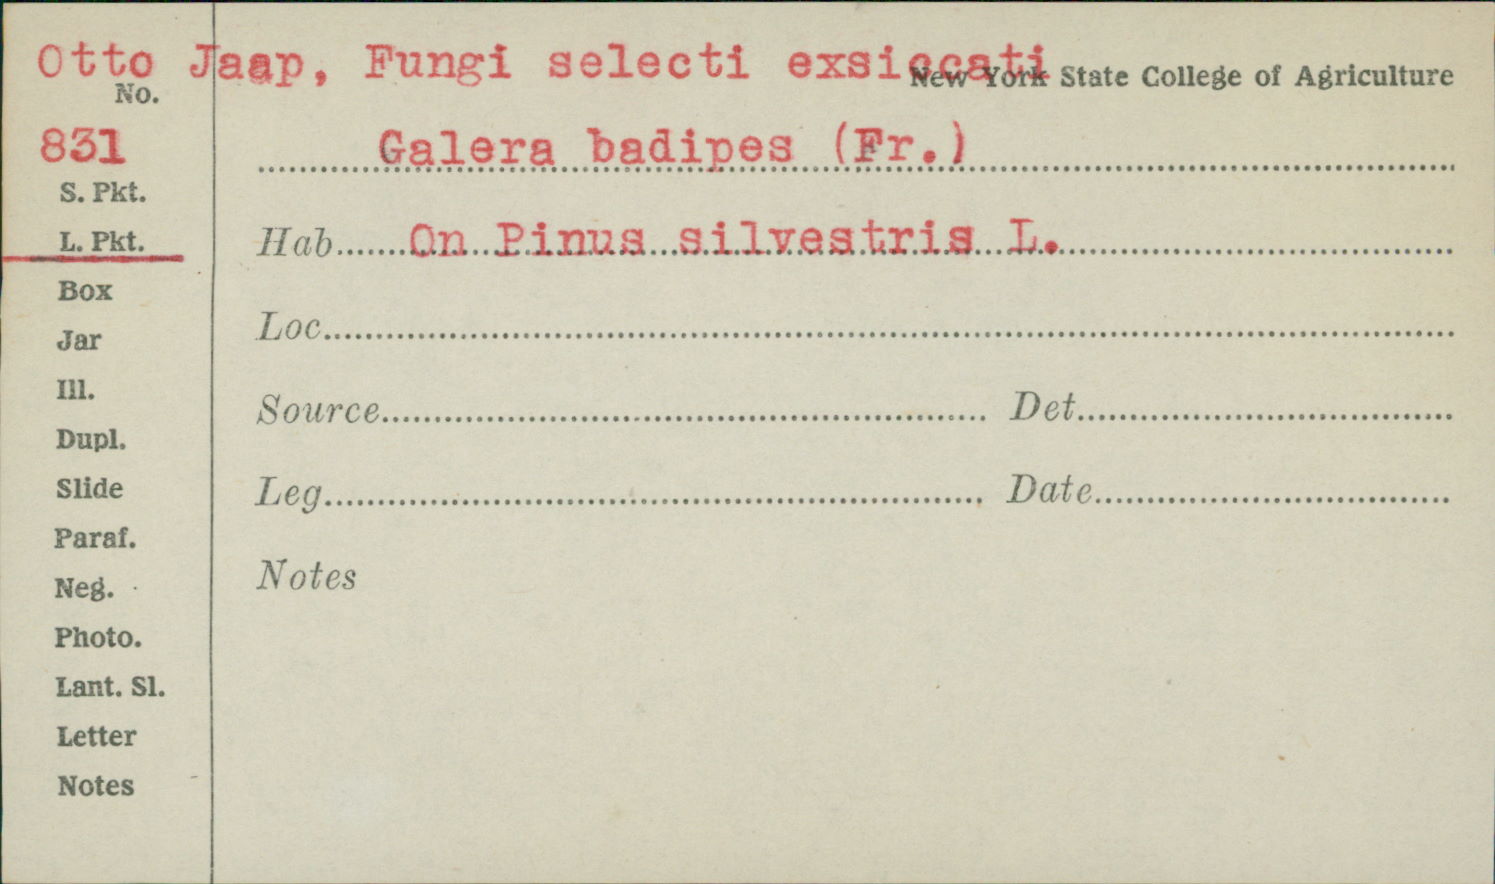 Otto Jaap, Fungi selecti exsiccati
New York State College of Agriculture
No.
831
Galera badipes (Fr.)
S. Pkt.
L. Pkt.
Hab. On Pinus silvestris L.
Box
Loc.
Jar
Ill.
Source Det.
Dupl.
Slide
Leg. Date
Paraf.
Neg.
Notes
Photo.
Lant. Sl.
Letter
Notes